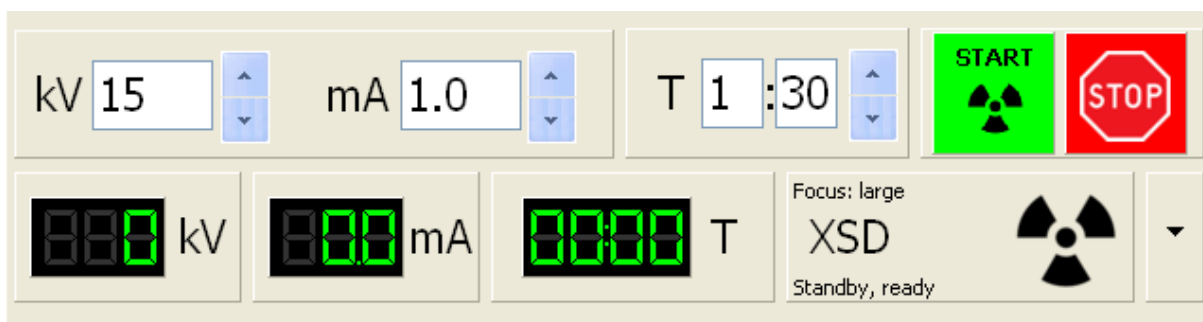 kV 15 mA 1.0 T 1 :30 START STOP
0 kV 0.0 mA 00:00 T Focus: large
XSD
Standby, ready